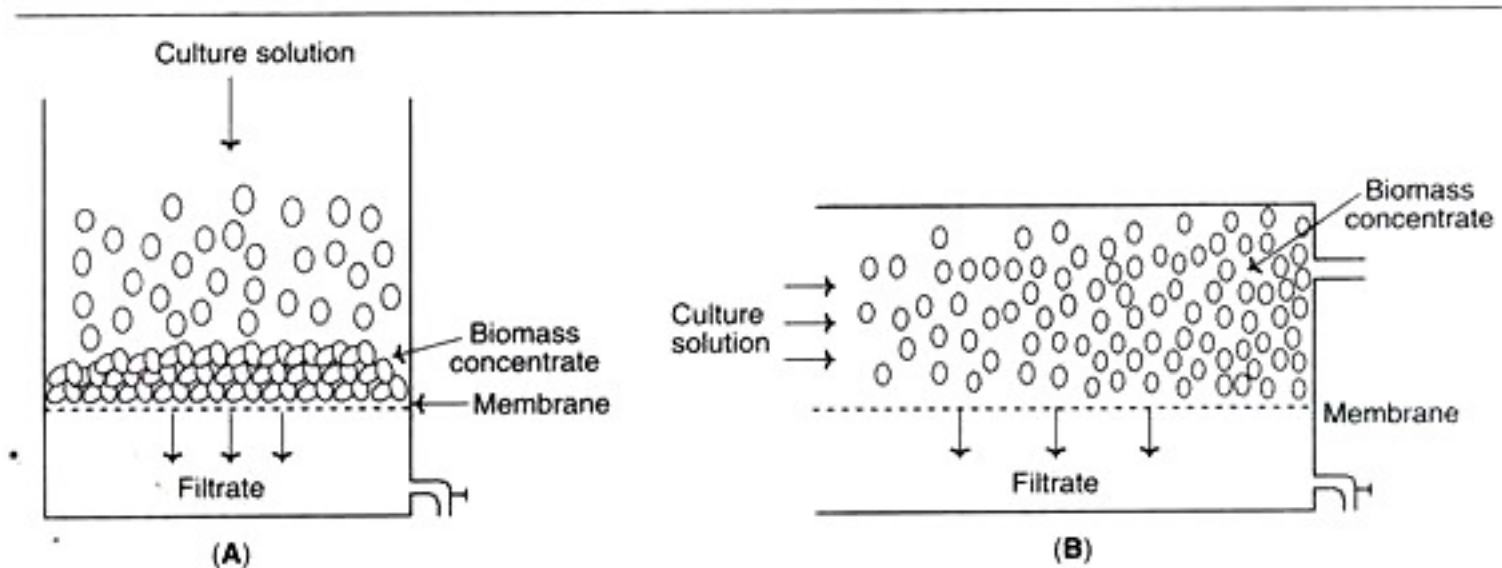 Culture solution
Biomass
concentrate
Membrane
Filtrate
(A)
Biomass
concentrate
Culture
solution
Membrane
Filtrate
(B)